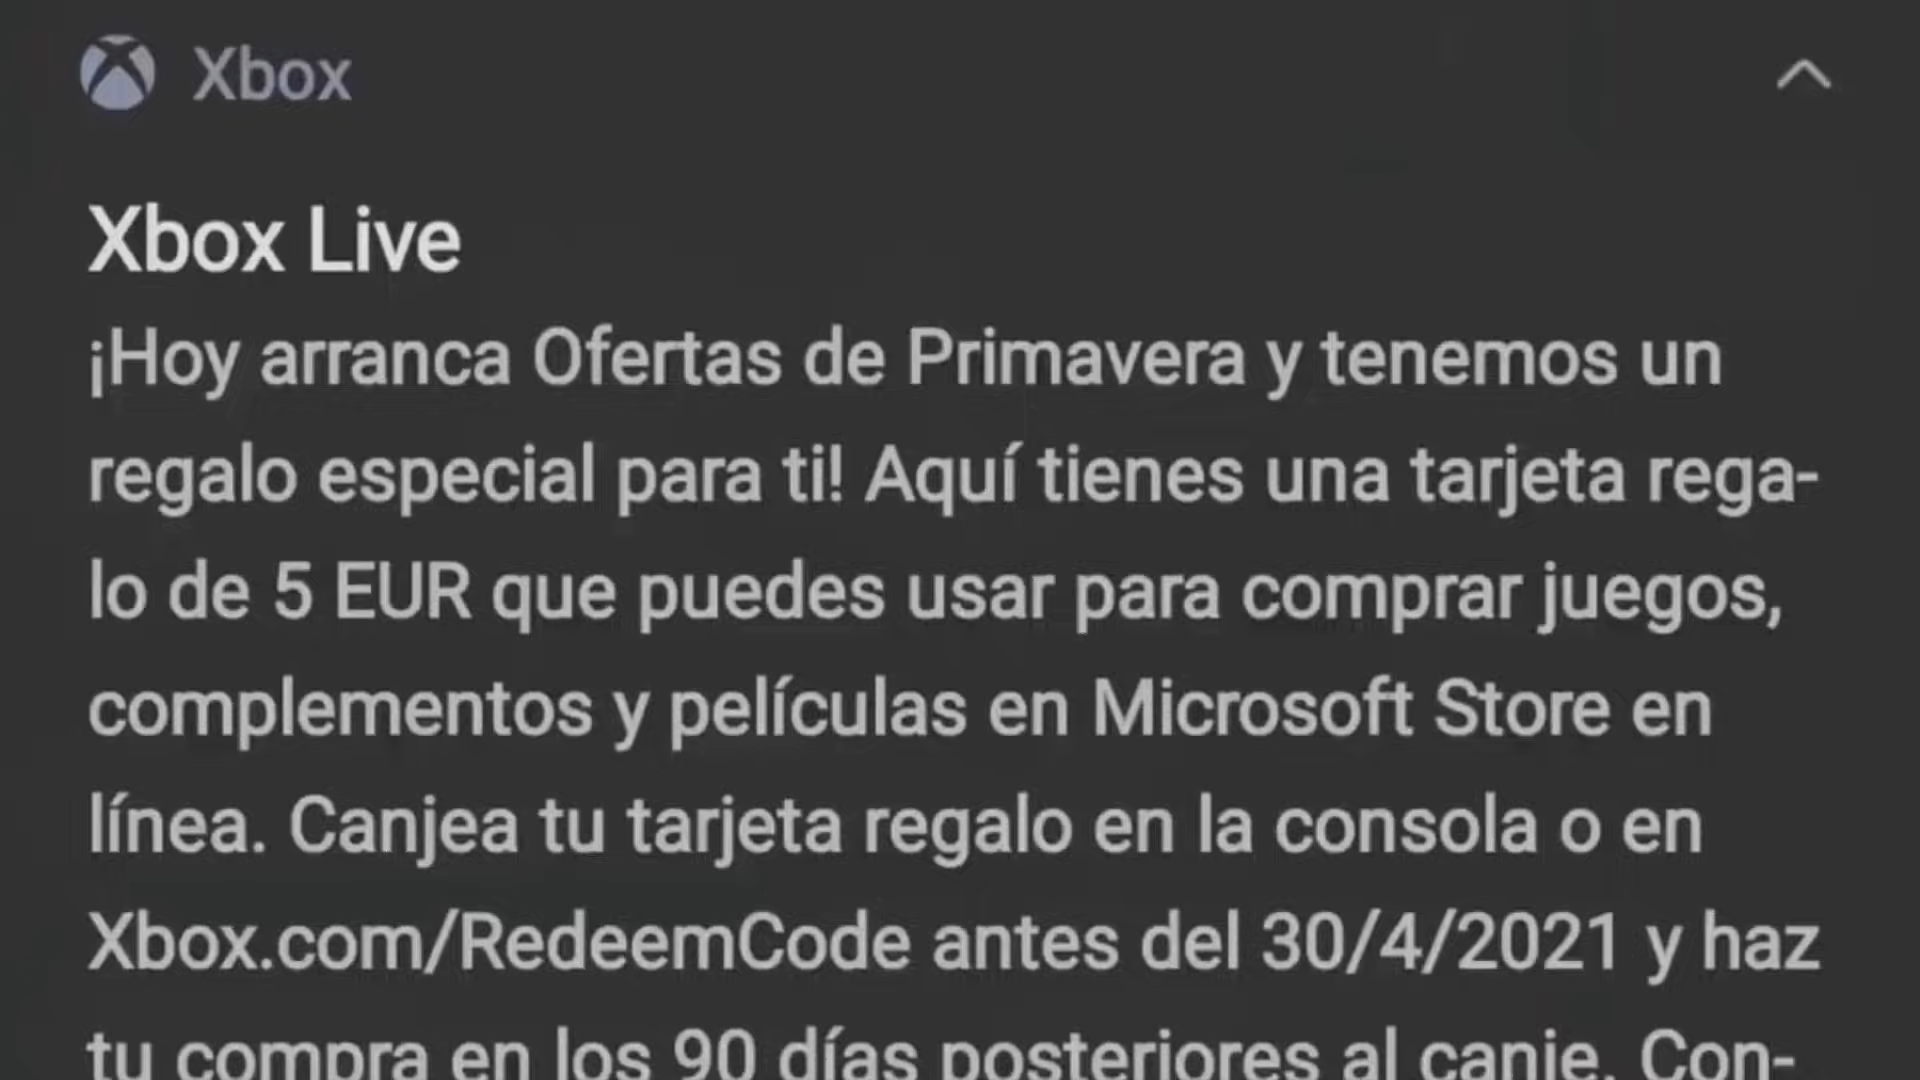 Xbox
Xbox Live
¡Hoy arranca Ofertas de Primavera y tenemos un
regalo especial para ti! Aquí tienes una tarjeta rega-
lo de 5 EUR que puedes usar para comprar juegos,
complementos y películas en Microsoft Store en
línea. Canjea tu tarjeta regalo en la consola o en
Xbox.com/RedeemCode antes del 30/4/2021 y haz
tu compra en los 90 días posteriores al canje. Con-